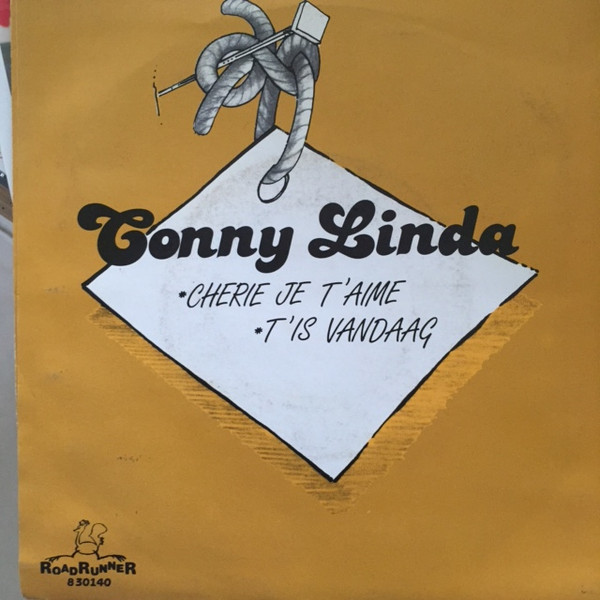 Conny Linda
*CHERIE JE T'AIME
*T'IS VANDAAG
ROADRUNNER
830140